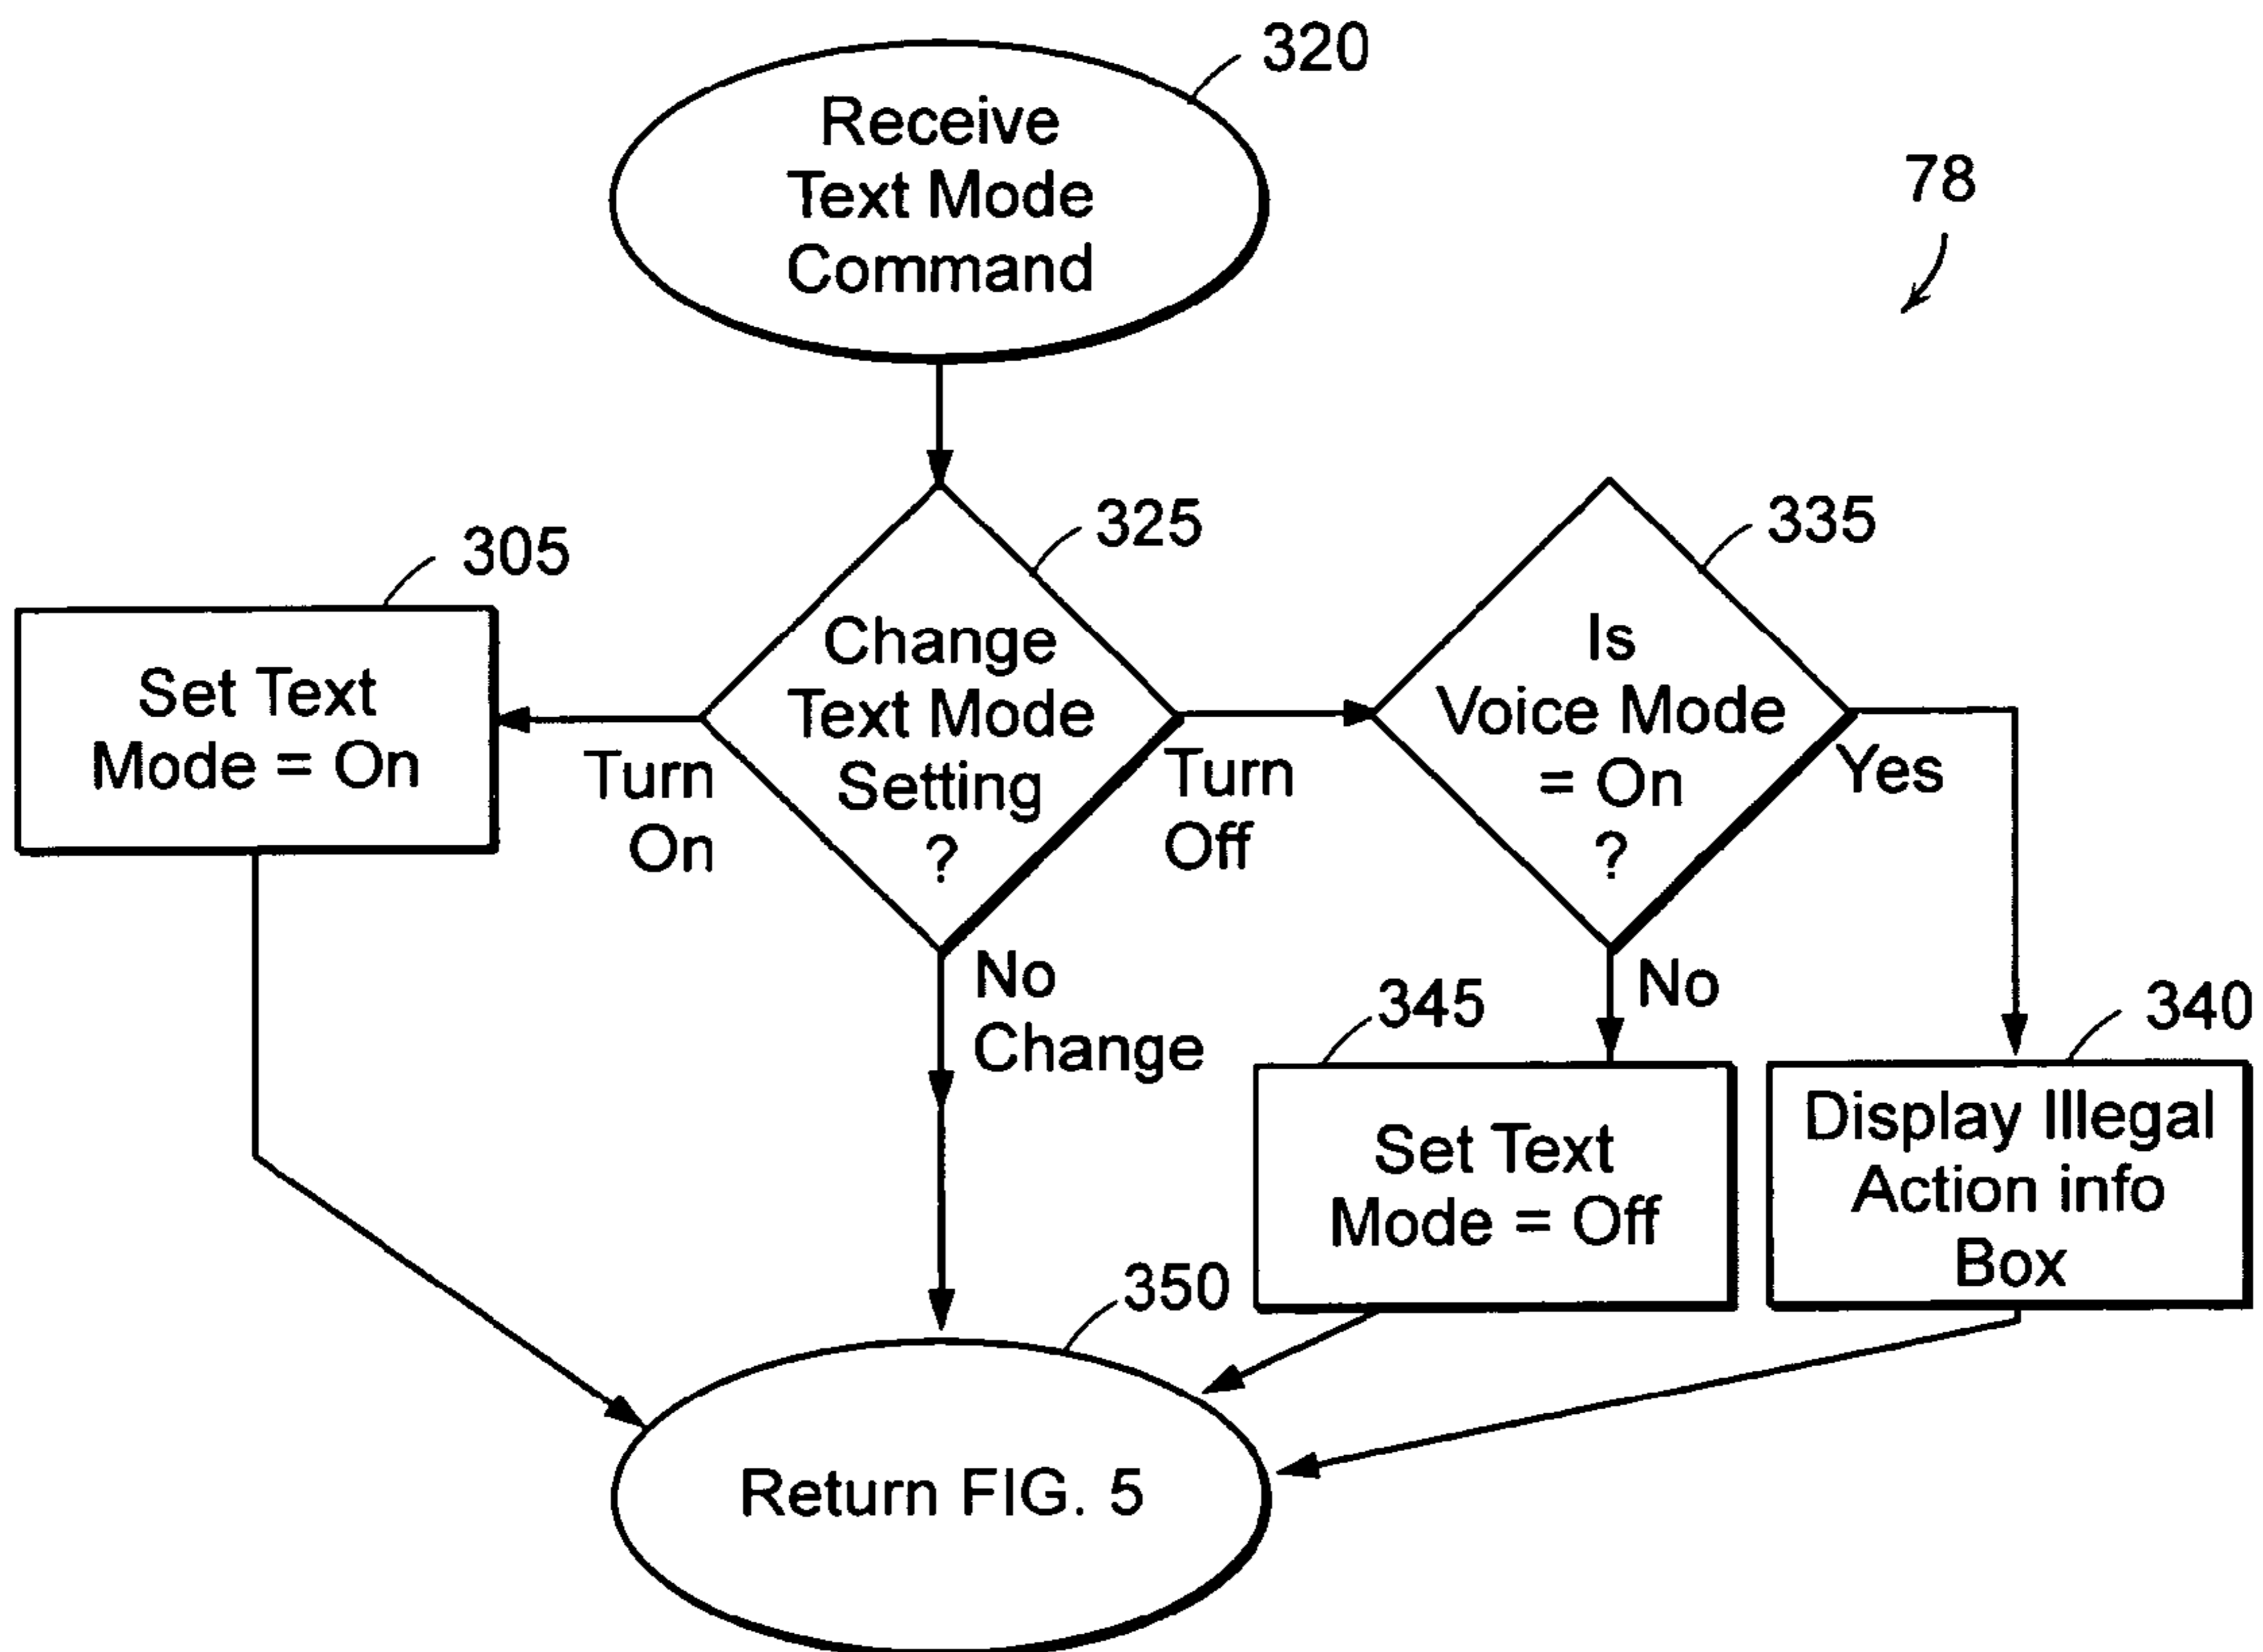 320
Receive
Text Mode
Command
78
325
335
305
Change
Text Mode
Setting
?
Is
Voice Mode
= On
?
Set Text
Mode = On
Turn
On
Turn
Off
Yes
No
Change
No
345
340
Set Text
Mode = Off
Display Illegal
Action info
Box
350
Return FIG. 5